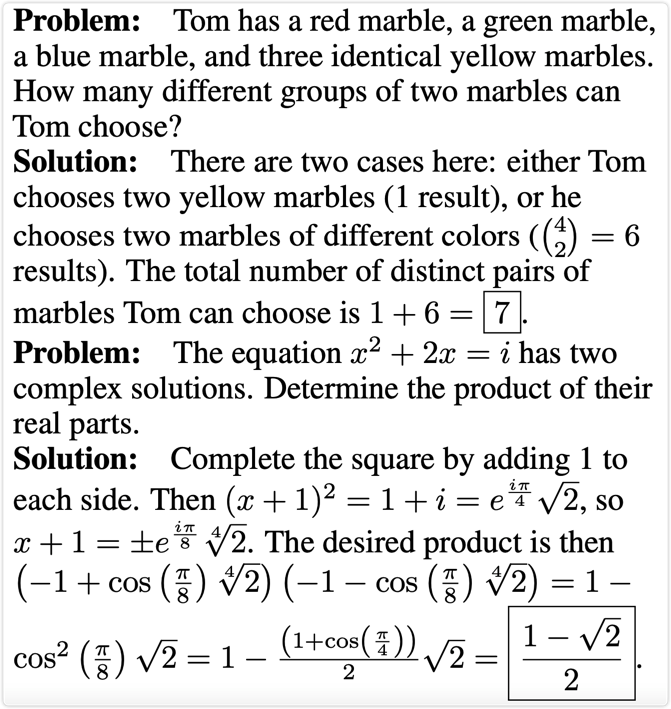 Problem: Tom has a red marble, a green marble,
a blue marble, and three identical yellow marbles.
How many different groups of two marbles can
Tom choose?
Solution: There are two cases here: either Tom
chooses two yellow marbles (1 result), or he
chooses two marbles of different colors ($\binom{4}{2} = 6$
results). The total number of distinct pairs of
marbles Tom can choose is $1 + 6 = \boxed{7}$.
Problem: The equation $x^2 + 2x = i$ has two
complex solutions. Determine the product of their
real parts.
Solution: Complete the square by adding 1 to
each side. Then $(x + 1)^2 = 1 + i = e^{\frac{i\pi}{4}} \sqrt{2}$, so
$x + 1 = \pm e^{\frac{i\pi}{8}} \sqrt[4]{2}$. The desired product is then
$\left(-1 + \cos\left(\frac{\pi}{8}\right) \sqrt[4]{2}\right) \left(-1 - \cos\left(\frac{\pi}{8}\right) \sqrt[4]{2}\right) = 1 -$
$\cos^2\left(\frac{\pi}{8}\right) \sqrt{2} = 1 - \frac{\left(1+\cos\left(\frac{\pi}{4}\right)\right)}{2} \sqrt{2} = \boxed{\frac{1 - \sqrt{2}}{2}}$.